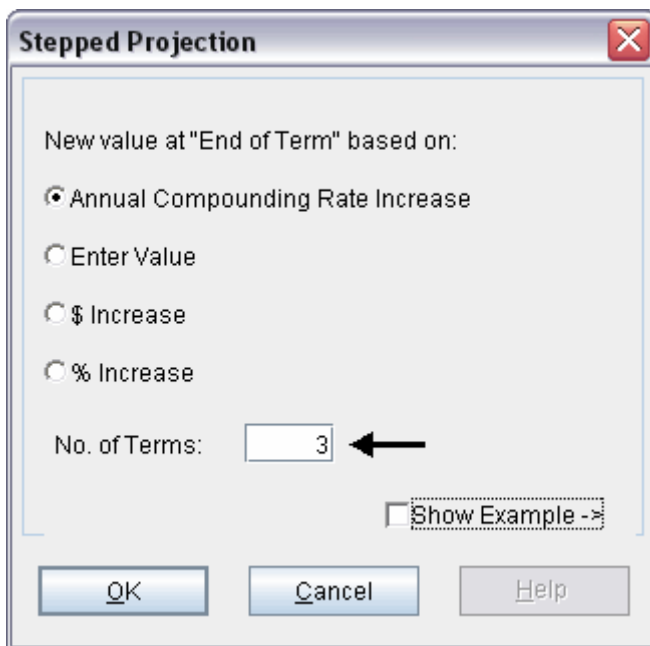 Stepped Projection
New value at "End of Term" based on:
Annual Compounding Rate Increase
Enter Value
$ Increase
% Increase
No. of Terms: 3
Show Example ->
OK Cancel Help